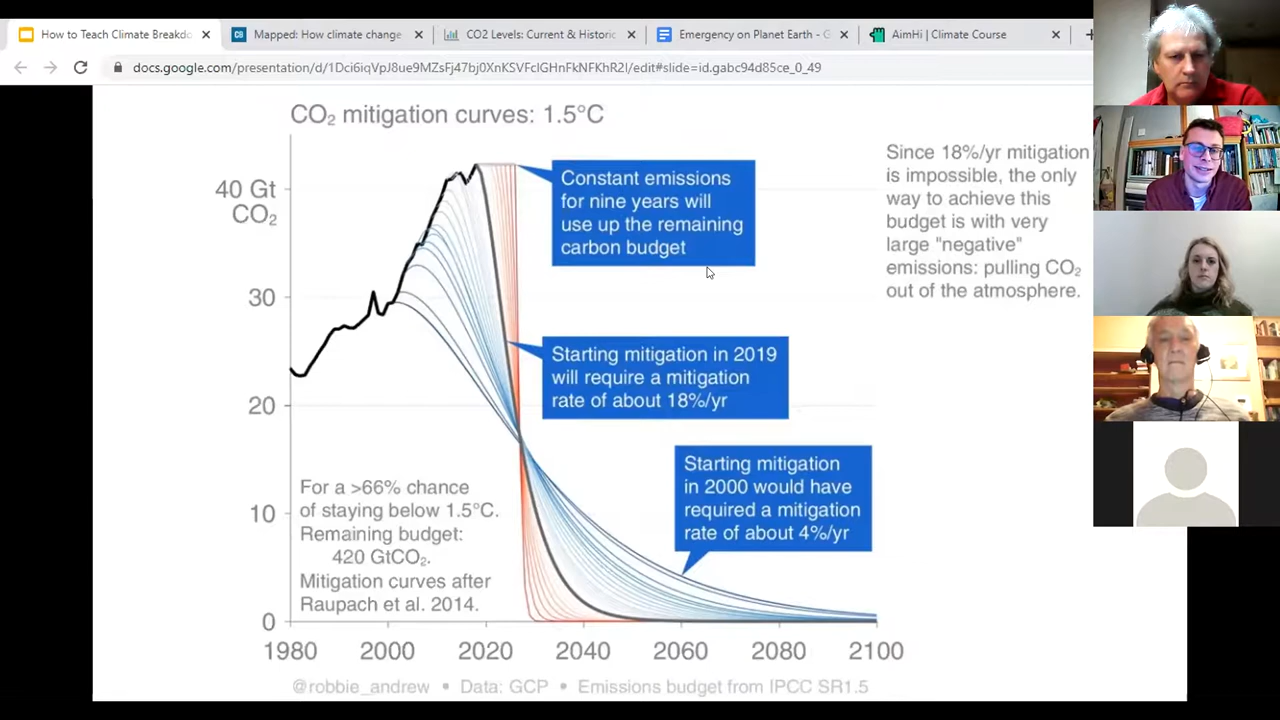 How to Teach Climate Breakdo
Mapped: How climate change
CO2 Levels: Current & Historic
Emergency on Planet Earth - G
AimHi | Climate Course
docs.google.com/presentation/d/1Dci6iqVpJ8ue9MZsFj47bj0XnKSVFclGHnFkNFKhR2I/edit#slide=id.gabc94d85ce_0_49
CO₂ mitigation curves: 1.5°C
40 Gt
CO₂
30
20
10
0
1980 2000 2020 2040 2060 2080 2100
Constant emissions
for nine years will
use up the remaining
carbon budget
Since 18%/yr mitigation
is impossible, the only
way to achieve this
budget is with very
large "negative"
emissions: pulling CO₂
out of the atmosphere.
Starting mitigation in 2019
will require a mitigation
rate of about 18%/yr
Starting mitigation
in 2000 would have
required a mitigation
rate of about 4%/yr
For a >66% chance
of staying below 1.5°C.
Remaining budget:
420 GtCO₂.
Mitigation curves after
Raupach et al. 2014.
@robbie_andrew • Data: GCP • Emissions budget from IPCC SR1.5